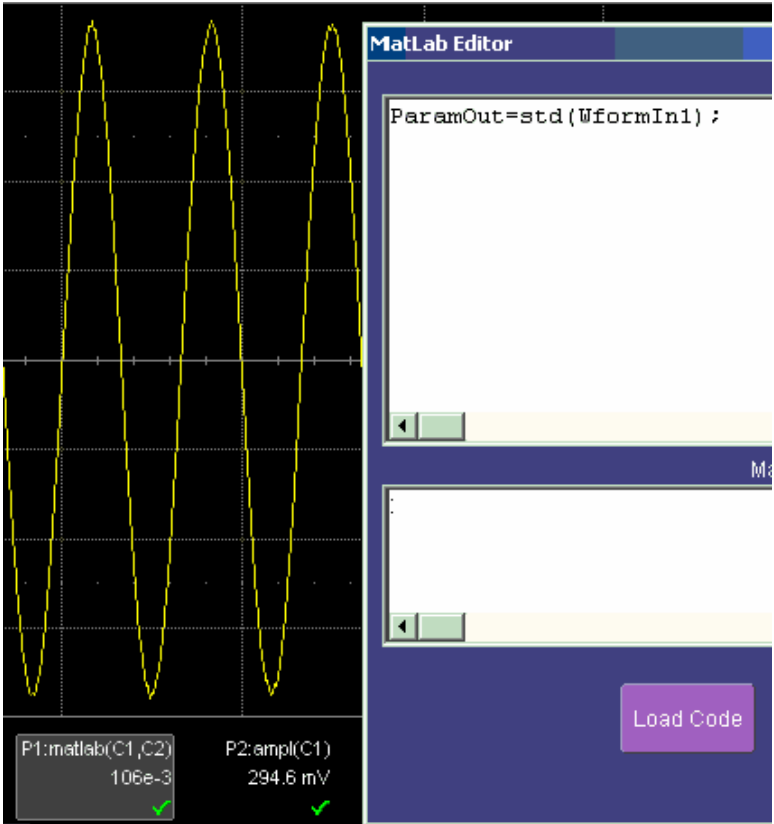 MatLab Editor
ParamOut=std(WformIn1);
Ma
Load Code
P1:matlab(C1,C2)
106e-3
P2:ampl(C1)
294.6 mV